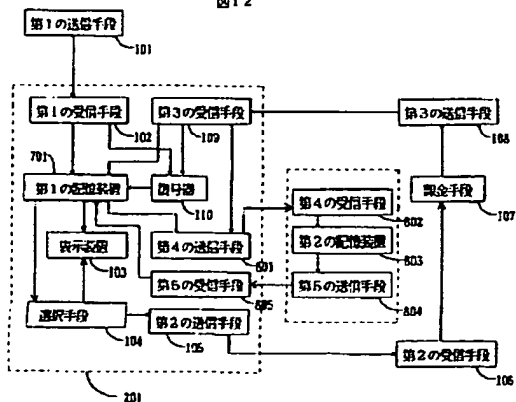 図12
第1の送信手段
101
第1の受信手段
102
第3の受信手段
109
第3の送信手段
108
701
第1の記憶装置
復号器
110
課金手段
107
表示装置
103
第4の送信手段
801
第4の受信手段
802
第2の記憶装置
803
第5の受信手段
805
第5の送信手段
804
選択手段
104
第2の送信手段
105
第2の受信手段
106
201